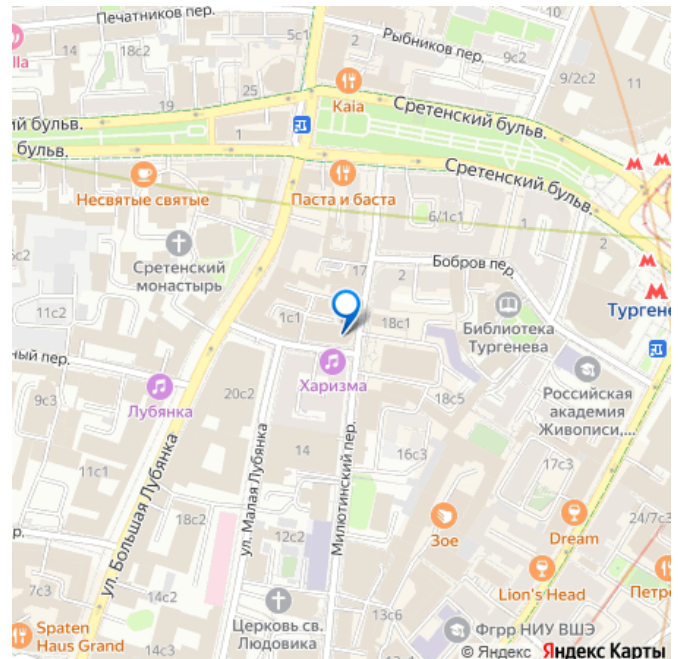 Печатников пер.
5с1
2
Рыбников пер.
14
18с2
9с2
9/2с2
11
25
Kaia
19
Сретенский бульв.
1
ий бульв.
бульв.
Сретенский бульв.
Несвятые святые
Паста и баста
6/1с1
1
2
Сретенский
монастырь
17
2
Бобров пер.
11с2
1с1
18с1
Библиотека
Тургенева
Тургене
ный пер.
Харизма
Лубянка
20с2
9с3
18с5
Российская
академия
Живописи,...
11с1
14
16с3
17с3
ул. Большая Лубянка
ул. Малая Лубянка
Милютинский пер.
18с2
12с2
Зое
Dream
24/7с3
р.
7с3
14с2
Lion's Head
Петро
13с6
Spaten
Haus Grand
Церковь св.
Людовика
Фгрр НИУ ВШЭ
© Яндекс Яндекс Карты